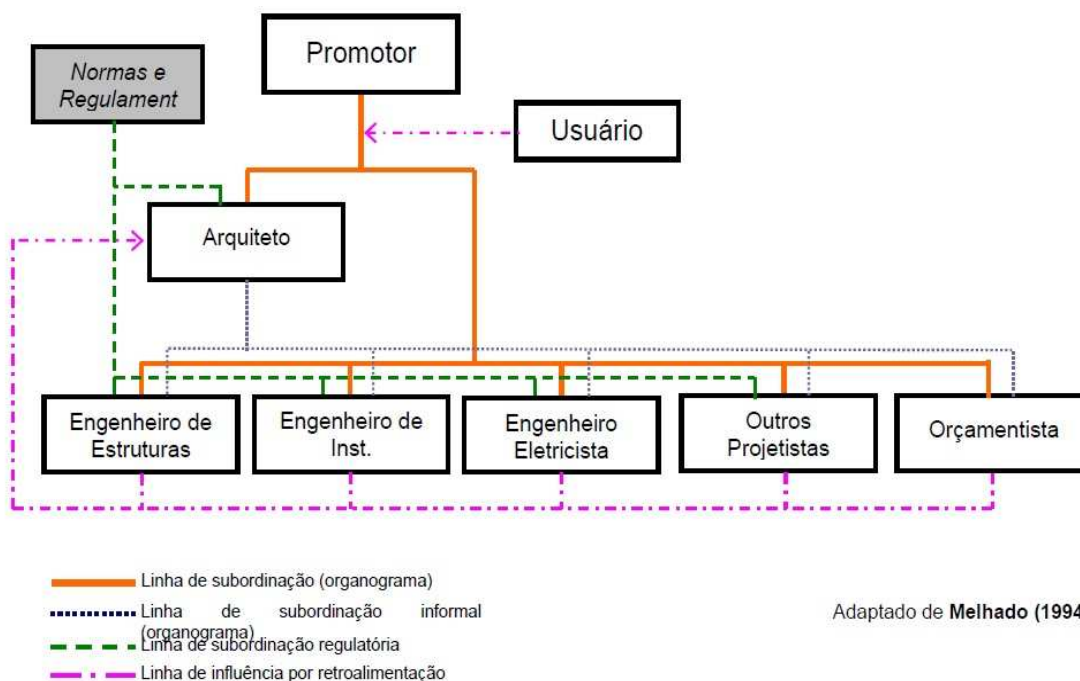 Promotor
Normas e
Regulament
Usuário
Arquiteto
Engenheiro de
Estruturas
Engenheiro de
Inst.
Engenheiro
Eletricista
Outros
Projetistas
Orçamentista
Linha de subordinação (organograma)
Linha de subordinação informal
(organograma)
Linha de subordinação regulatória
Linha de influência por retroalimentação
Adaptado de Melhado (1994